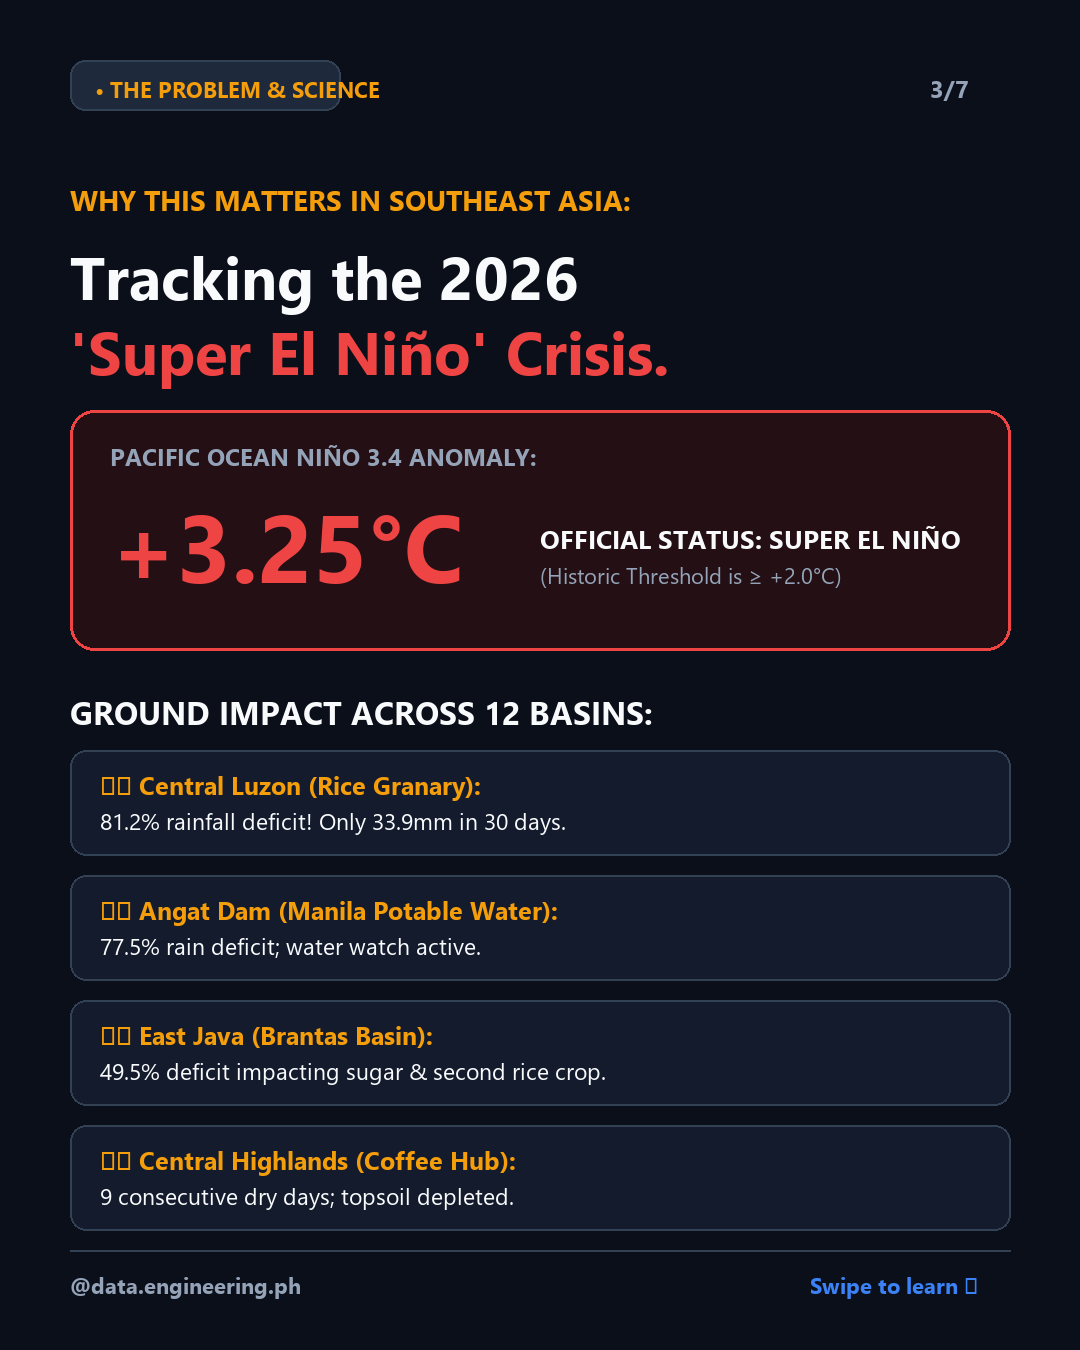 • THE PROBLEM & SCIENCE
3/7
WHY THIS MATTERS IN SOUTHEAST ASIA:
Tracking the 2026
'Super El Niño' Crisis.
PACIFIC OCEAN NIÑO 3.4 ANOMALY:
+3.25°C
OFFICIAL STATUS: SUPER EL NIÑO
(Historic Threshold is ≥ +2.0°C)
GROUND IMPACT ACROSS 12 BASINS:
Central Luzon (Rice Granary):
81.2% rainfall deficit! Only 33.9mm in 30 days.
Angat Dam (Manila Potable Water):
77.5% rain deficit; water watch active.
East Java (Brantas Basin):
49.5% deficit impacting sugar & second rice crop.
Central Highlands (Coffee Hub):
9 consecutive dry days; topsoil depleted.
@data.engineering.ph
Swipe to learn